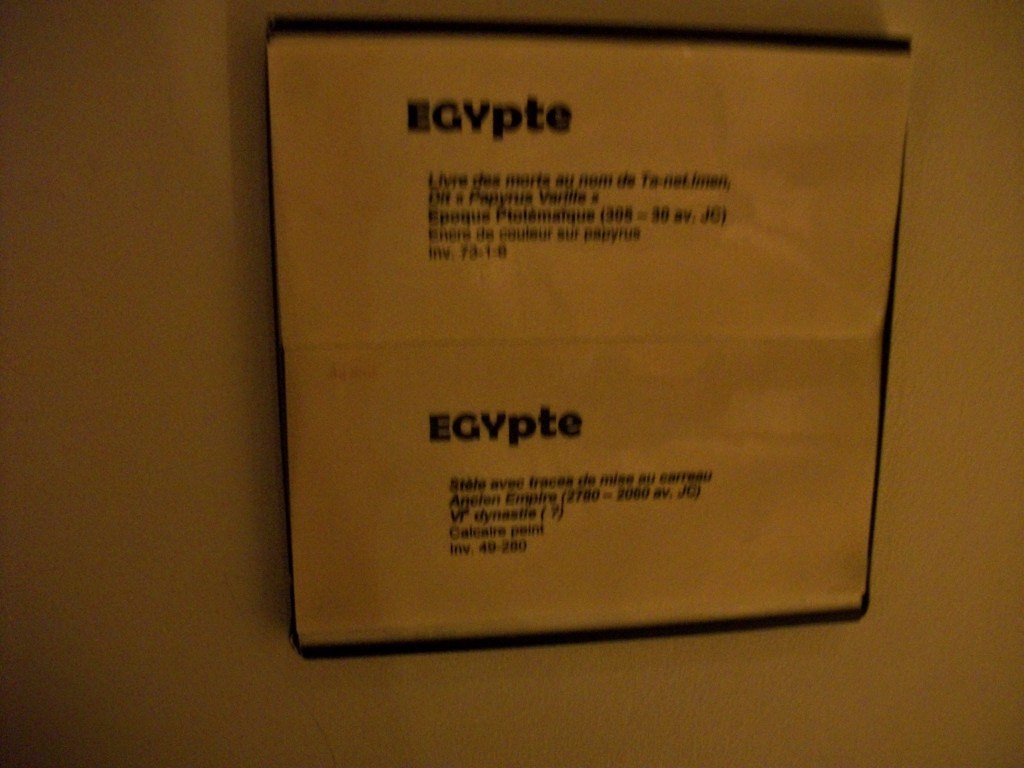 EGYpte
Livre des morts au nom de Ta-net.Imen,
Dit « Papyrus Varille »
Epoque Ptolémaïque (305 – 30 av. JC)
Encre de couleur sur papyrus
Inv.
EGYpte
Stèle avec traces de mise au carreau
Ancien Empire (2780 – 2060 av. JC)
VIᵉ dynastie ( ?)
Calcaire peint
Inv. 49-280